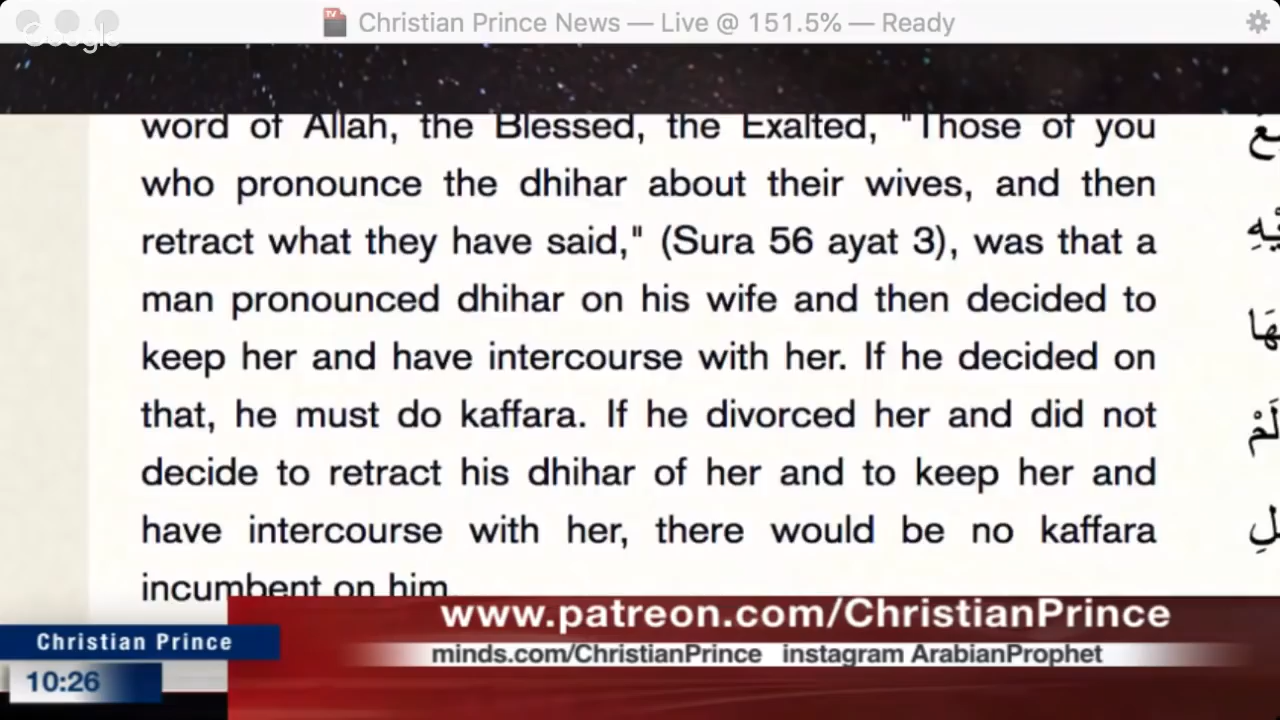 Christian Prince News — Live @ 151.5% — Ready
Google
word of Allah, the Blessed, the Exalted, "Those of you
who pronounce the dhihar about their wives, and then
retract what they have said," (Sura 56 ayat 3), was that a
man pronounced dhihar on his wife and then decided to
keep her and have intercourse with her. If he decided on
that, he must do kaffara. If he divorced her and did not
decide to retract his dhihar of her and to keep her and
have intercourse with her, there would be no kaffara
incumbent on him.
www.patreon.com/ChristianPrince
Christian Prince
minds.com/ChristianPrince instagram ArabianProphet
10:26